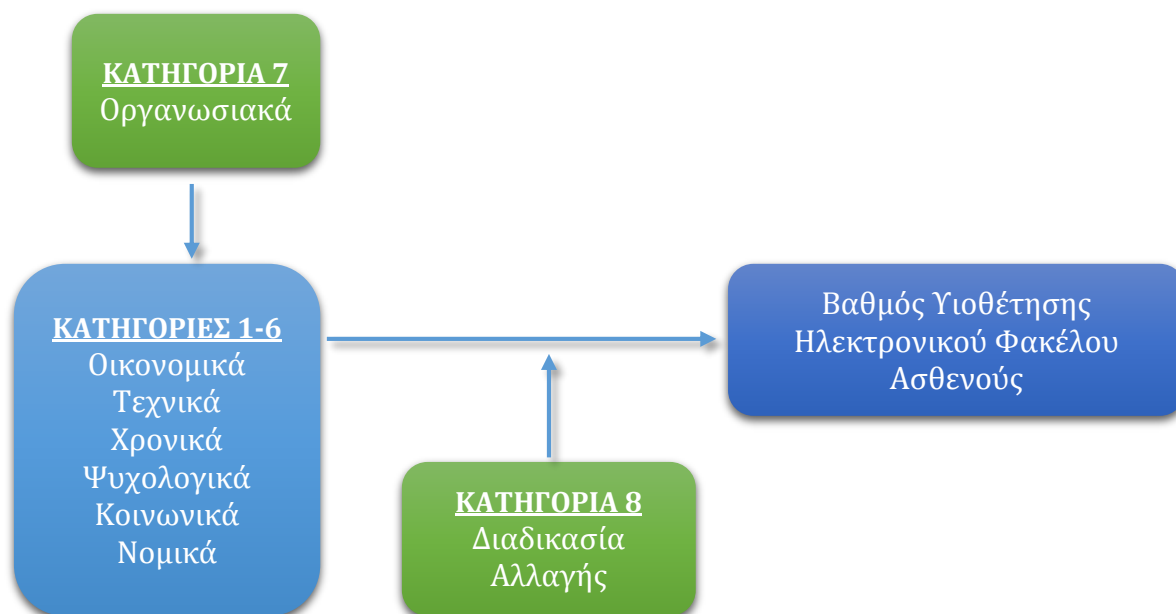 ΚΑΤΗΓΟΡΙΑ 7
Οργανωσιακά
ΚΑΤΗΓΟΡΙΕΣ 1-6
Οικονομικά
Τεχνικά
Χρονικά
Ψυχολογικά
Κοινωνικά
Νομικά
Βαθμός Υιοθέτησης
Ηλεκτρονικού Φακέλου
Ασθενούς
ΚΑΤΗΓΟΡΙΑ 8
Διαδικασία
Αλλαγής